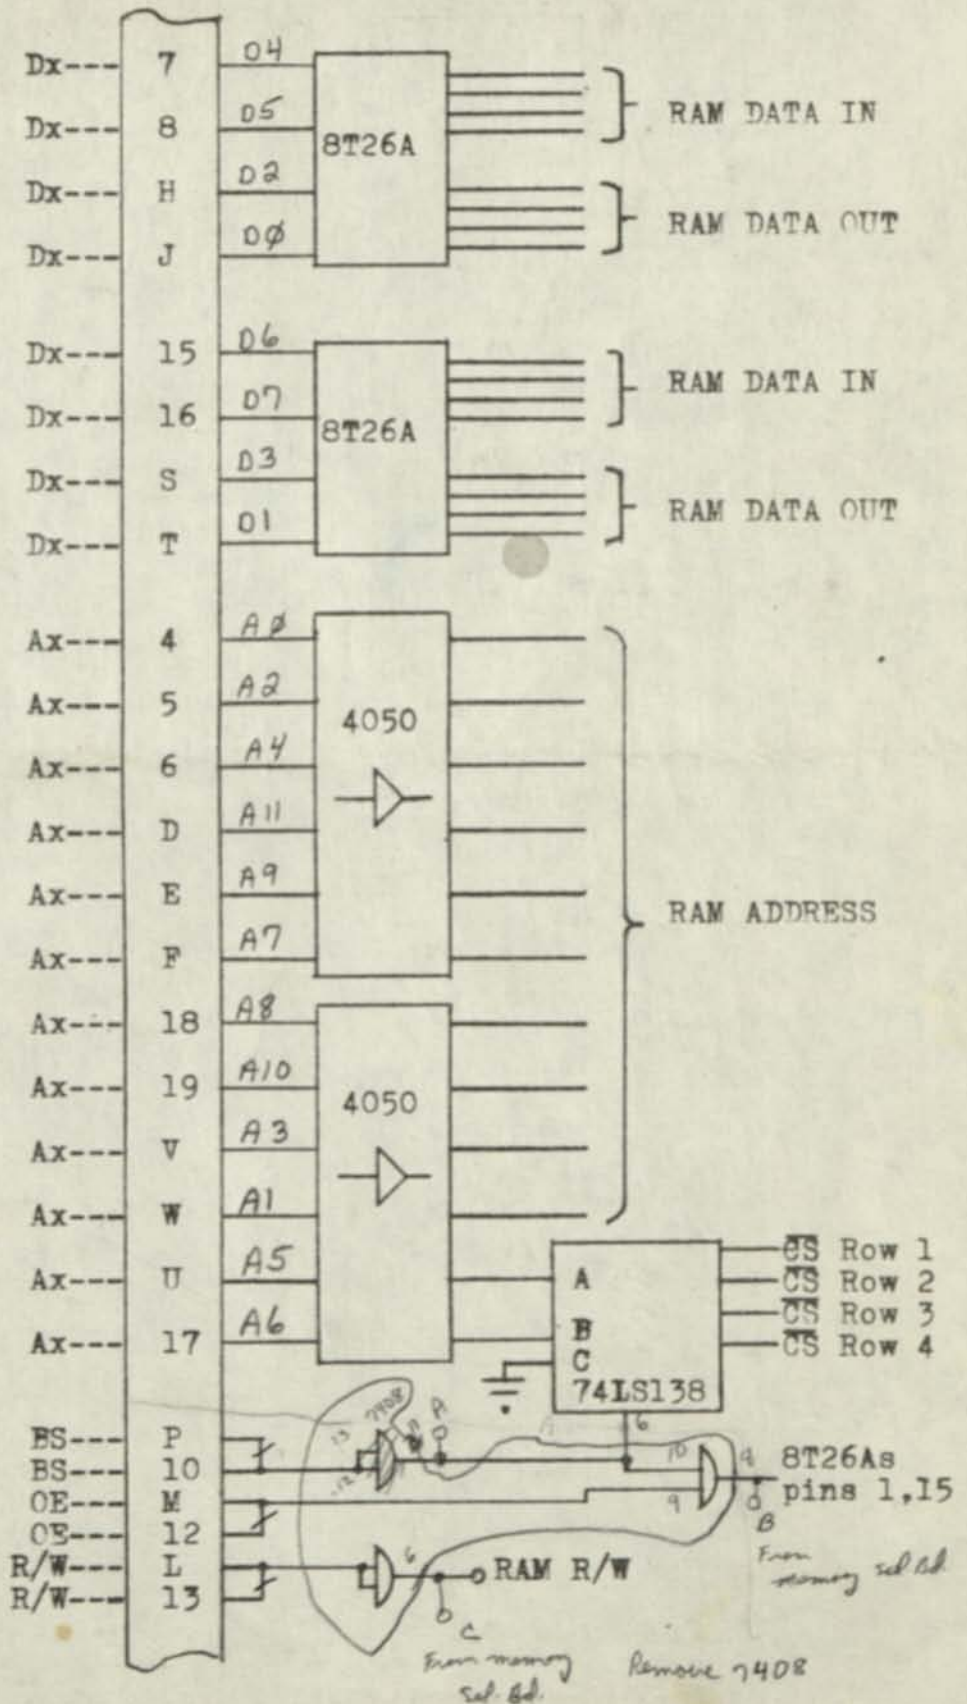 Dx--- 7 D4
Dx--- 8 D5
Dx--- H D2
Dx--- J DØ
8T26A
RAM DATA IN
RAM DATA OUT
Dx--- 15 D6
Dx--- 16 D7
Dx--- S D3
Dx--- T D1
8T26A
RAM DATA IN
RAM DATA OUT
Ax--- 4 AØ
Ax--- 5 A2
Ax--- 6 A4
Ax--- D A11
Ax--- E A9
Ax--- F A7
4050
RAM ADDRESS
Ax--- 18 A8
Ax--- 19 A10
Ax--- V A3
Ax--- W A1
Ax--- U A5
Ax--- 17 A6
4050
A
B
C
74LS138
C̅S̅ Row 1
C̅S̅ Row 2
C̅S̅ Row 3
C̅S̅ Row 4
6
BS--- P
BS--- 10
OE--- M
OE--- 12
R/W--- L
R/W--- 13
7408
13
12
A
10
9
8
8T26As
pins 1,15
B
From
memory Sel. Bd.
6
RAM R/W
C
From memory
Sel. Bd.
Remove 7408